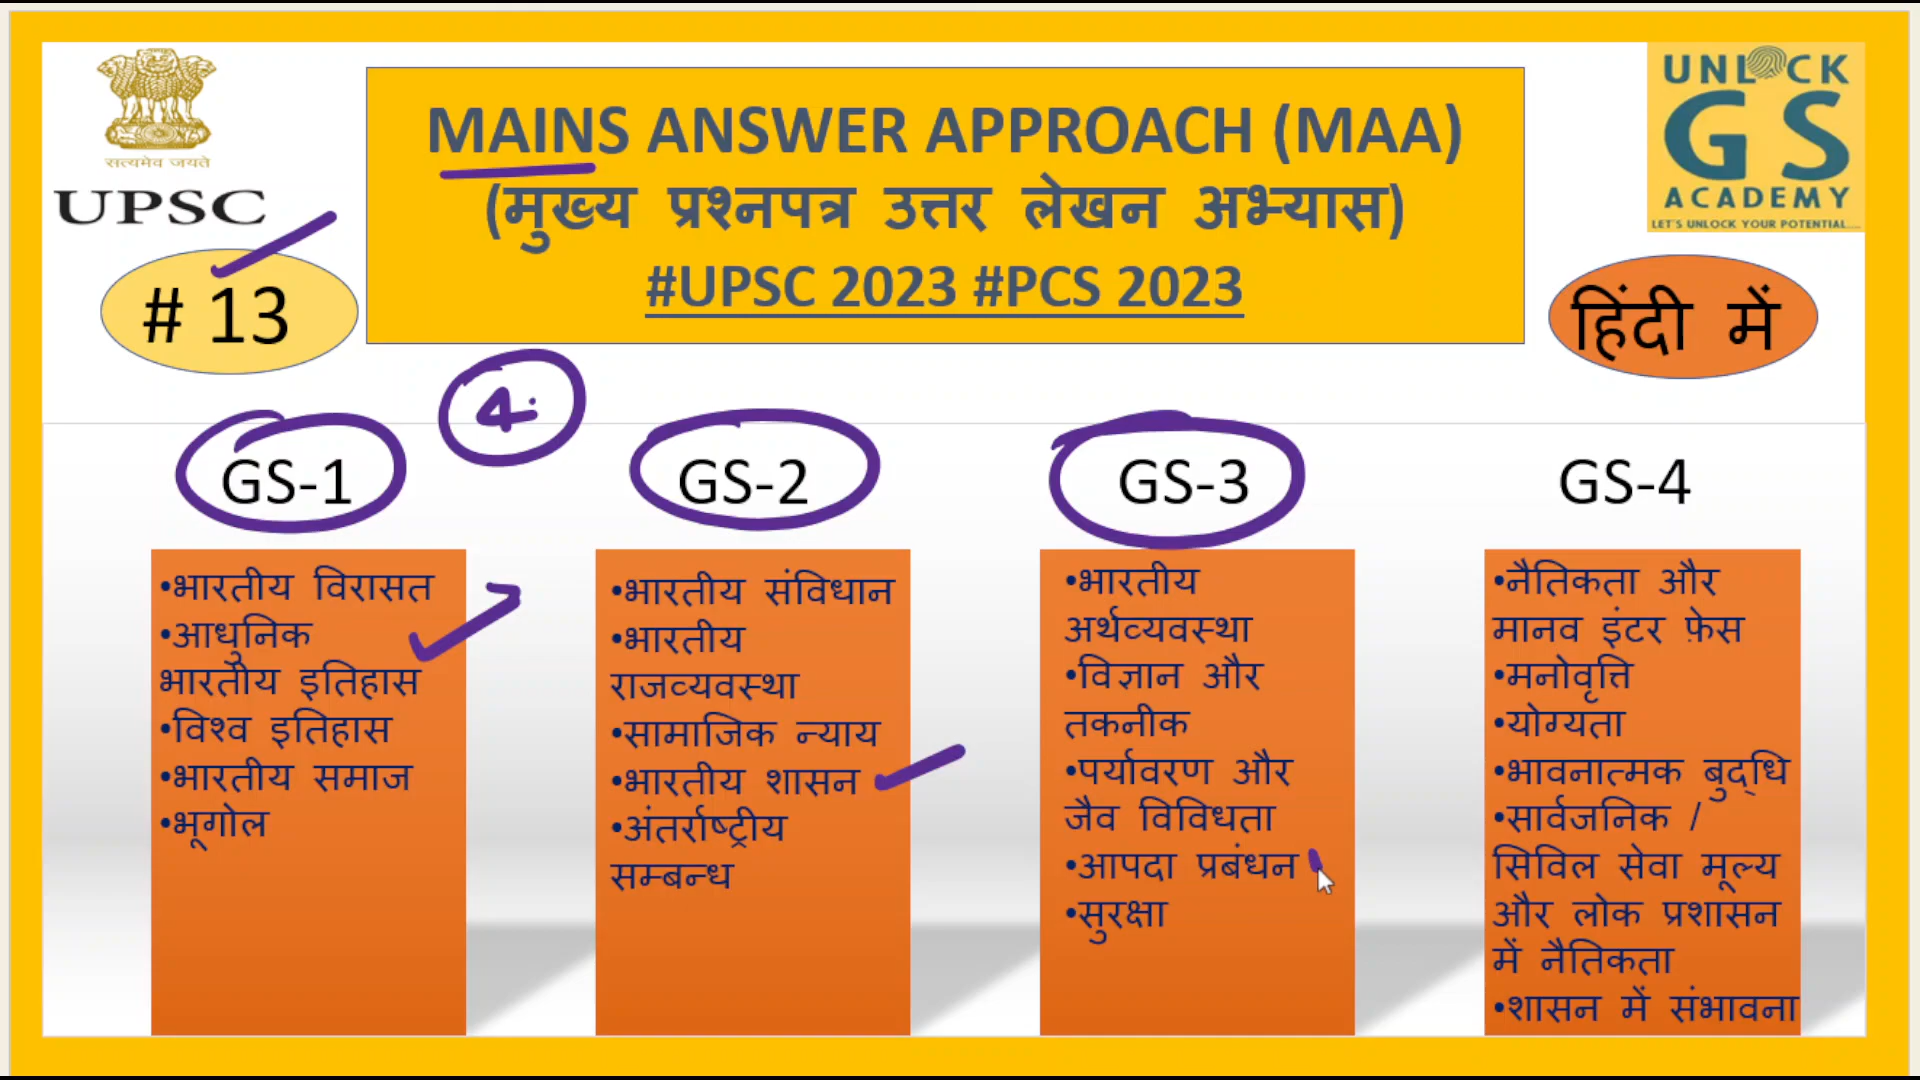 सत्यमेव जयते
UPSC
# 13
MAINS ANSWER APPROACH (MAA)
(मुख्य प्रश्नपत्र उत्तर लेखन अभ्यास)
#UPSC 2023 #PCS 2023
UNLOCK
GS
ACADEMY
LET'S UNLOCK YOUR POTENTIAL....
हिंदी में
4.
GS-1
•भारतीय विरासत
•आधुनिक
भारतीय इतिहास
•विश्व इतिहास
•भारतीय समाज
•भूगोल
GS-2
•भारतीय संविधान
•भारतीय
राजव्यवस्था
•सामाजिक न्याय
•भारतीय शासन
•अंतर्राष्ट्रीय
सम्बन्ध
GS-3
•भारतीय
अर्थव्यवस्था
•विज्ञान और
तकनीक
•पर्यावरण और
जैव विविधता
•आपदा प्रबंधन
•सुरक्षा
GS-4
•नैतिकता और
मानव इंटर फ़ेस
•मनोवृत्ति
•योग्यता
•भावनात्मक बुद्धि
•सार्वजनिक /
सिविल सेवा मूल्य
और लोक प्रशासन
में नैतिकता
•शासन में संभावना